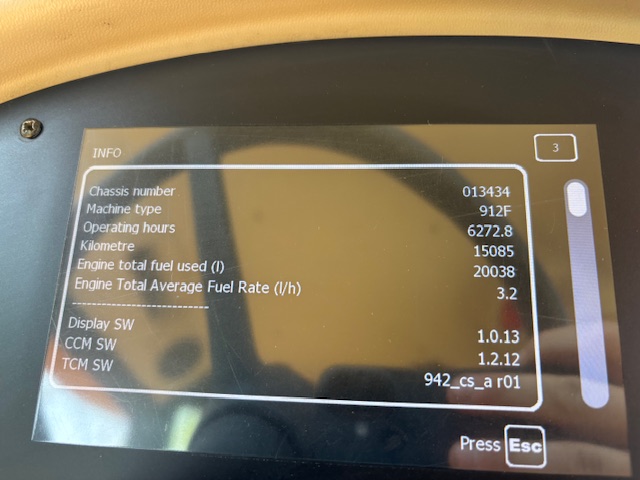 INFO
3
Chassis number 013434
Machine type 912F
Operating hours 6272.8
Kilometre 15085
Engine total fuel used (l) 20038
Engine Total Average Fuel Rate (l/h) 3.2
------------------------------
Display SW 1.0.13
CCM SW 1.2.12
TCM SW 942_cs_a r01
Press Esc